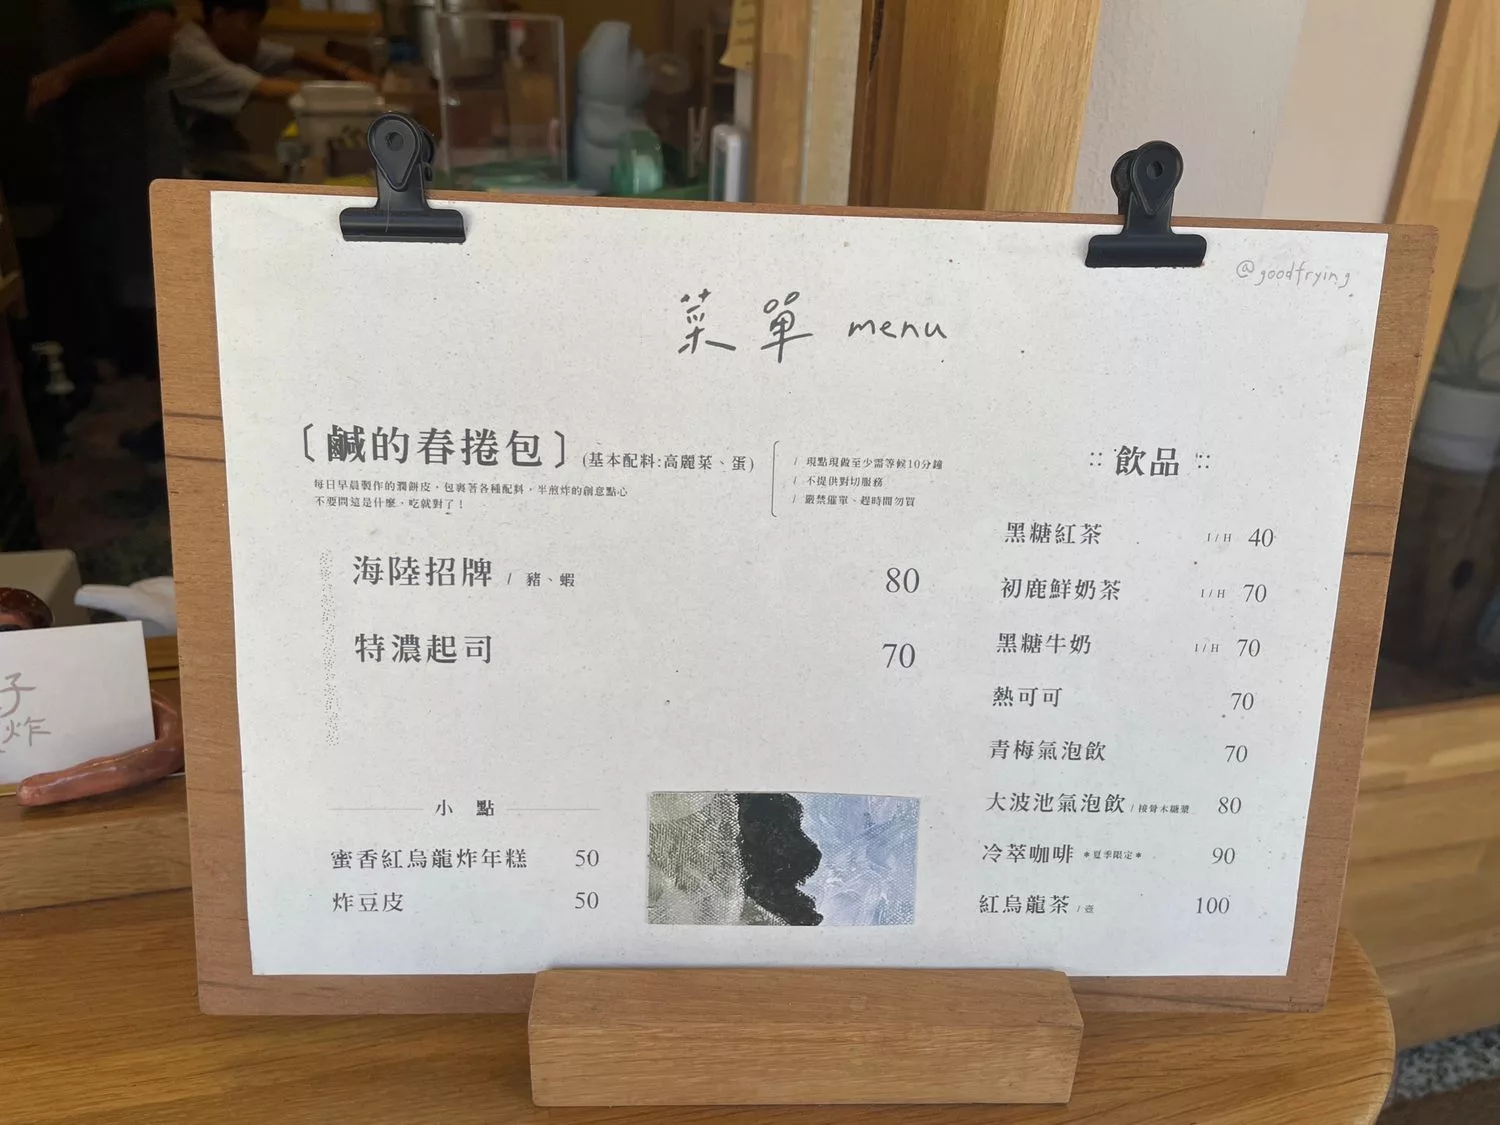 @goodfrying
菜單 menu
〔鹹的春捲包〕(基本配料:高麗菜、蛋)
每日早晨製作的潤餅皮，包裹著各種配料，半煎炸的創意點心
不要問這是什麼，吃就對了！
/ 現點現做至少需等候10分鐘
/ 不提供對切服務
/ 嚴禁催單、趕時間勿買
海陸招牌 / 豬、蝦 80
特濃起司 70
小點
蜜香紅烏龍炸年糕 50
炸豆皮 50
:: 飲品 ::
黑糖紅茶 I / H 40
初鹿鮮奶茶 I / H 70
黑糖牛奶 I / H 70
熱可可 70
青梅氣泡飲 70
大波池氣泡飲 / 接骨木糖漿 80
冷萃咖啡 *夏季限定* 90
紅烏龍茶 / 壺 100
子
炸